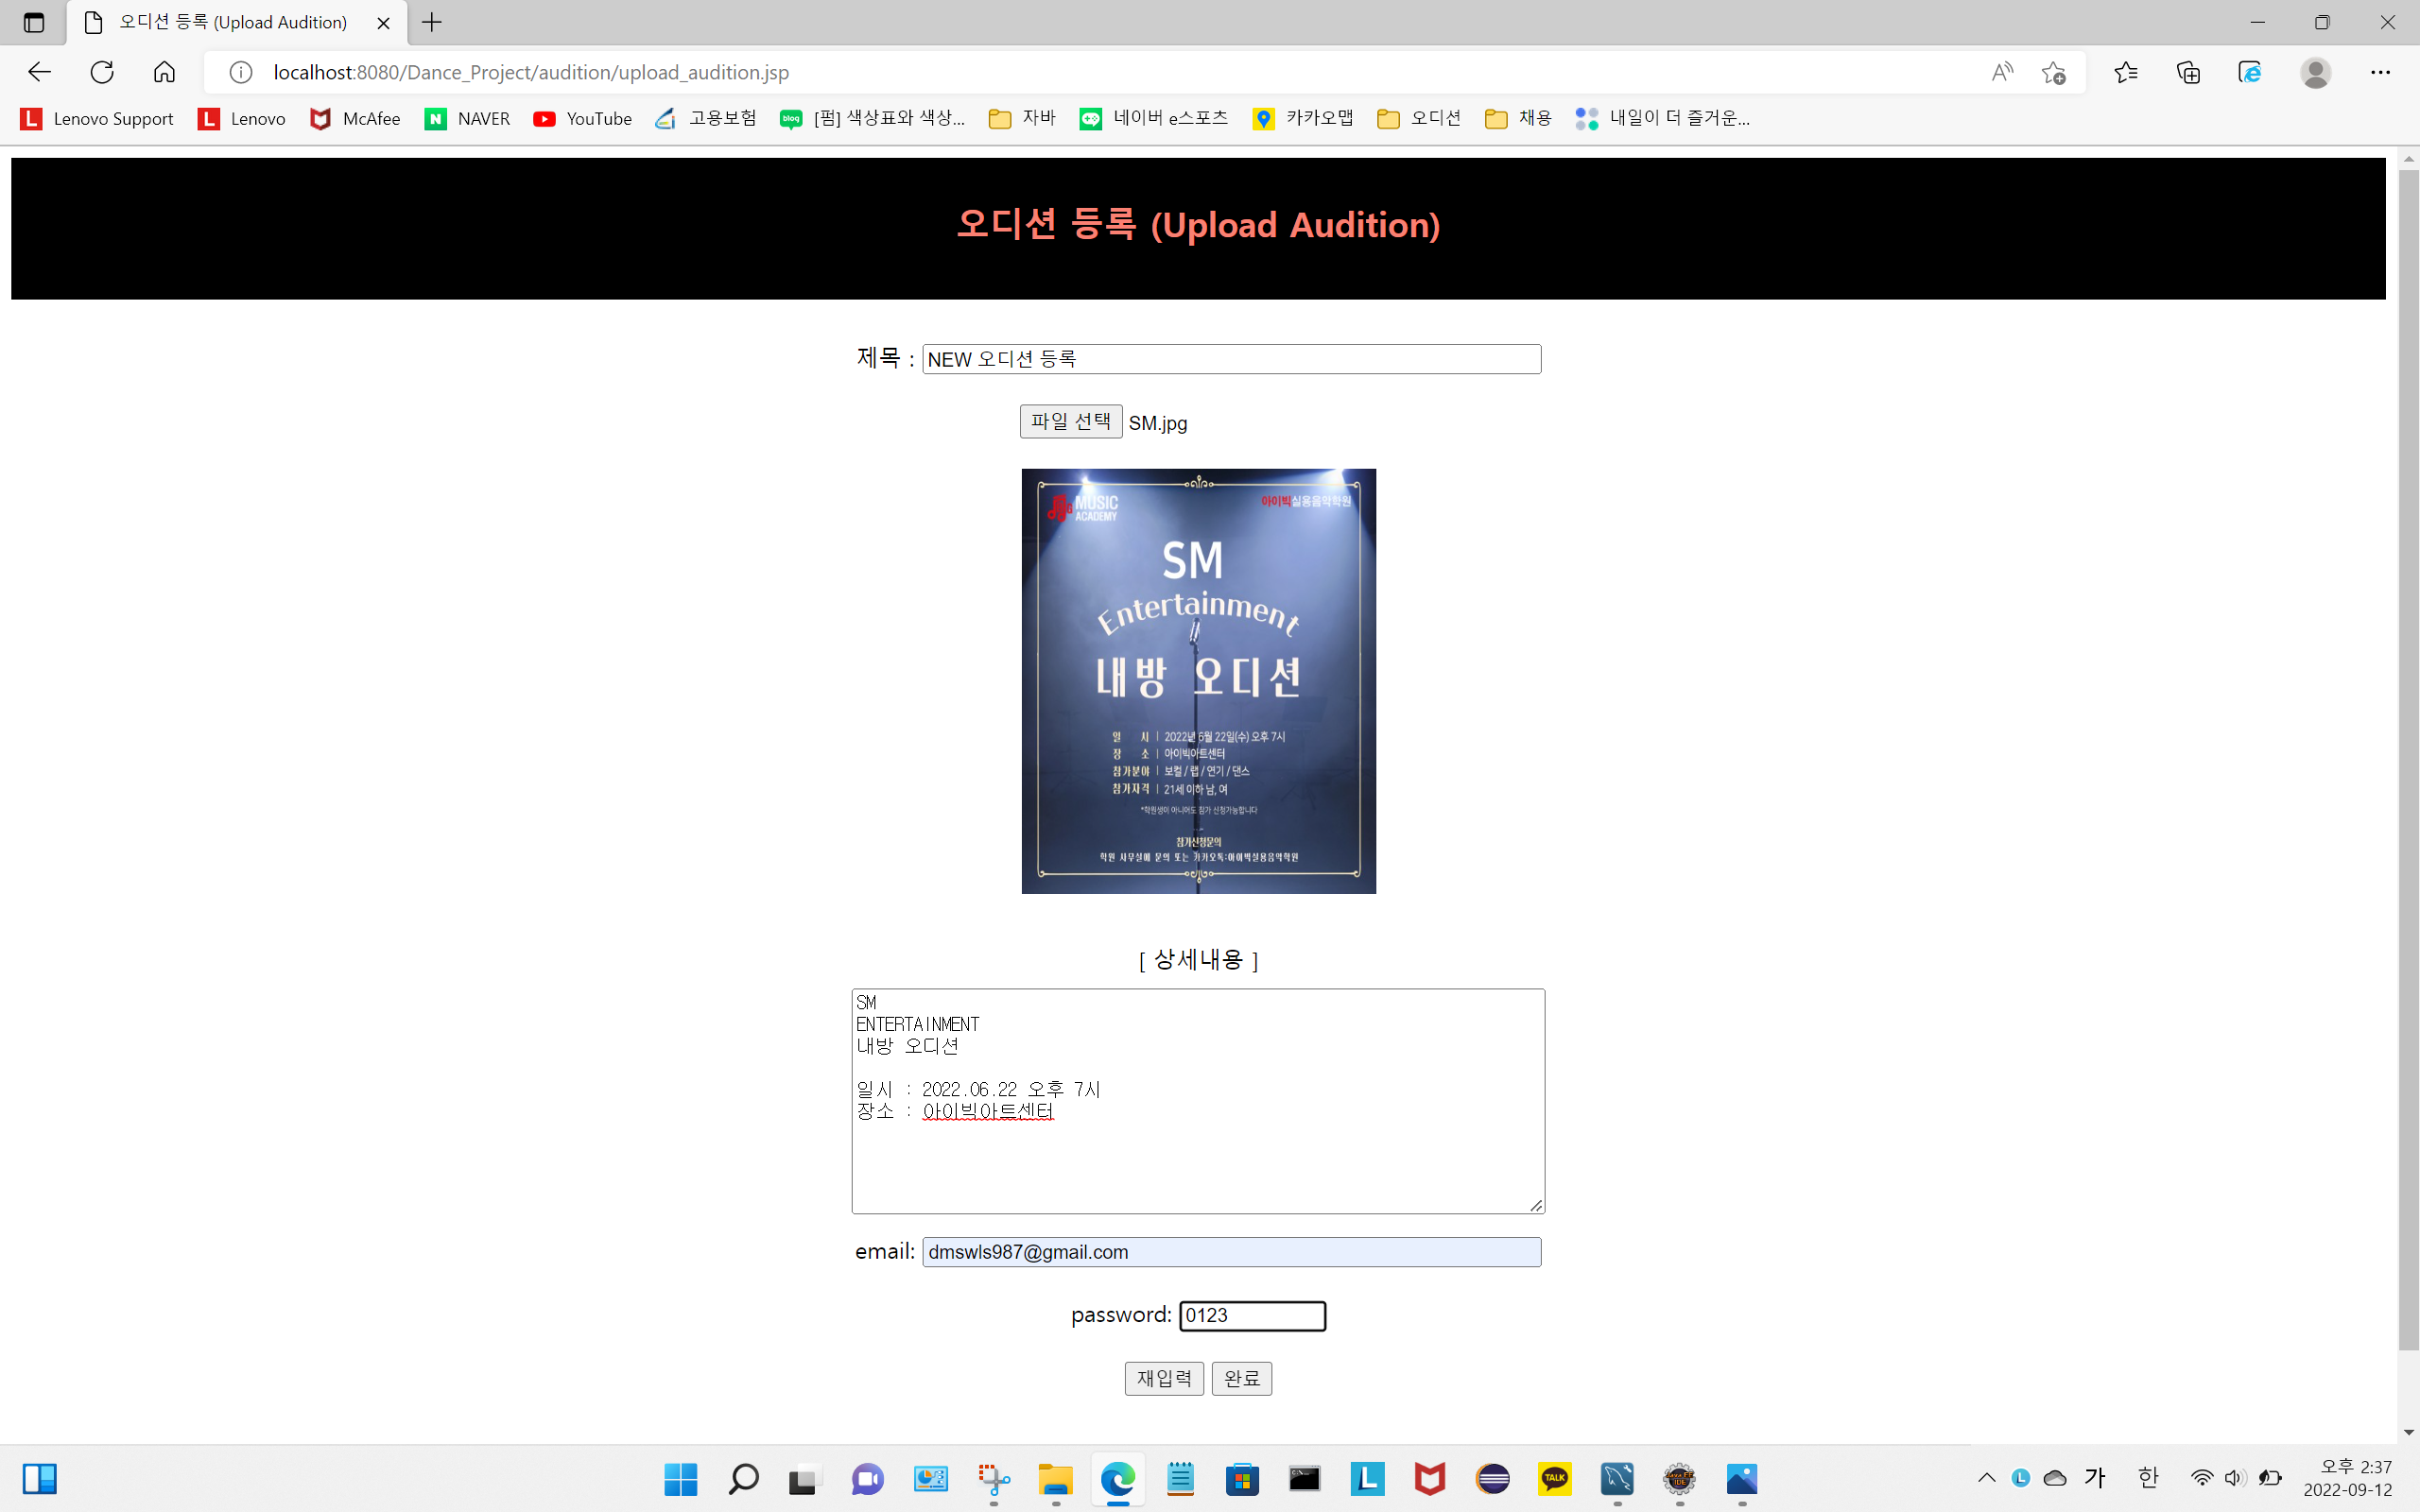 오디션 등록 (Upload Audition)
localhost:8080/Dance_Project/audition/upload_audition.jsp
Lenovo Support
Lenovo
McAfee
NAVER
YouTube
고용보험
[펌] 색상표와 색상...
자바
네이버 e스포츠
카카오맵
오디션
채용
내일이 더 즐거운...
오디션 등록 (Upload Audition)
제목 : NEW 오디션 등록
파일 선택 SM.jpg
MUSIC
ACADEMY
아이빅실용음악학원
SM
Entertainment
내방 오디션
일 시 | 2022년 6월 22일(수) 오후 7시
장 소 | 아이빅아트센터
참가분야 | 보컬 / 랩 / 연기 / 댄스
참가자격 | 21세 이하 남, 여
*학원생이 아니어도 참가 신청가능합니다
참가신청문의
학원 사무실에 문의 또는 카카오톡:아이빅실용음악학원
[ 상세내용 ]
SM
ENTERTAINMENT
내방 오디션
일시 : 2022.06.22 오후 7시
장소 : 아이빅아트센터
email: dmswls987@gmail.com
password: 0123
재입력 완료
가 한
오후 2:37
2022-09-12